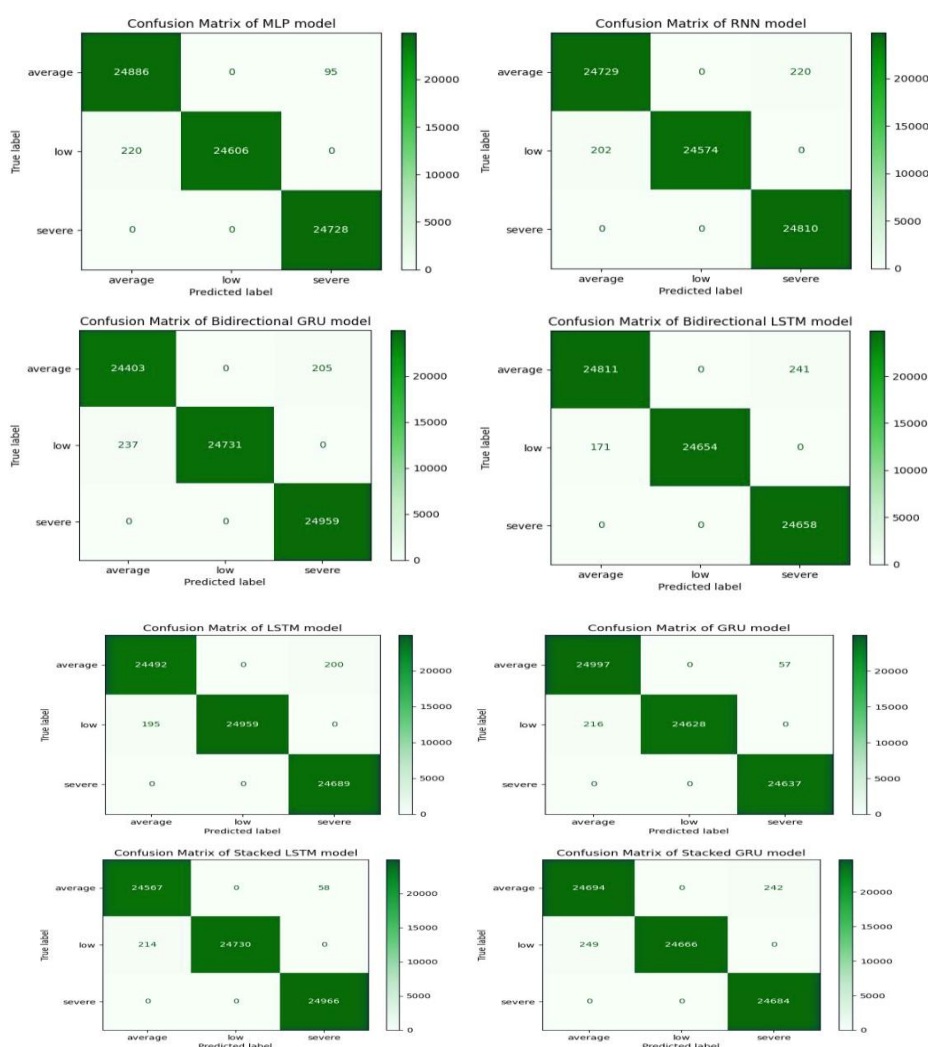 Confusion Matrix of MLP model
True label
average
low
severe
24886 0 95
220 24606 0
0 0 24728
average low severe
Predicted label
20000
15000
10000
5000
0
Confusion Matrix of RNN model
True label
average
low
severe
24729 0 220
202 24574 0
0 0 24810
average low severe
Predicted label
20000
15000
10000
5000
0
Confusion Matrix of Bidirectional GRU model
True label
average
low
severe
24403 0 205
237 24731 0
0 0 24959
average low severe
Predicted label
20000
15000
10000
5000
0
Confusion Matrix of Bidirectional LSTM model
True label
average
low
severe
24811 0 241
171 24654 0
0 0 24658
average low severe
Predicted label
20000
15000
10000
5000
0
Confusion Matrix of LSTM model
True label
average
low
severe
24492 0 200
195 24959 0
0 0 24689
average low severe
Predicted label
20000
15000
10000
5000
0
Confusion Matrix of GRU model
True label
average
low
severe
24997 0 57
216 24628 0
0 0 24637
average low severe
Predicted label
20000
15000
10000
5000
0
Confusion Matrix of Stacked LSTM model
True label
average
low
severe
24567 0 58
214 24730 0
0 0 24966
average low severe
Predicted label
20000
15000
10000
5000
0
Confusion Matrix of Stacked GRU model
True label
average
low
severe
24694 0 242
249 24666 0
0 0 24684
average low severe
Predicted label
20000
15000
10000
5000
0